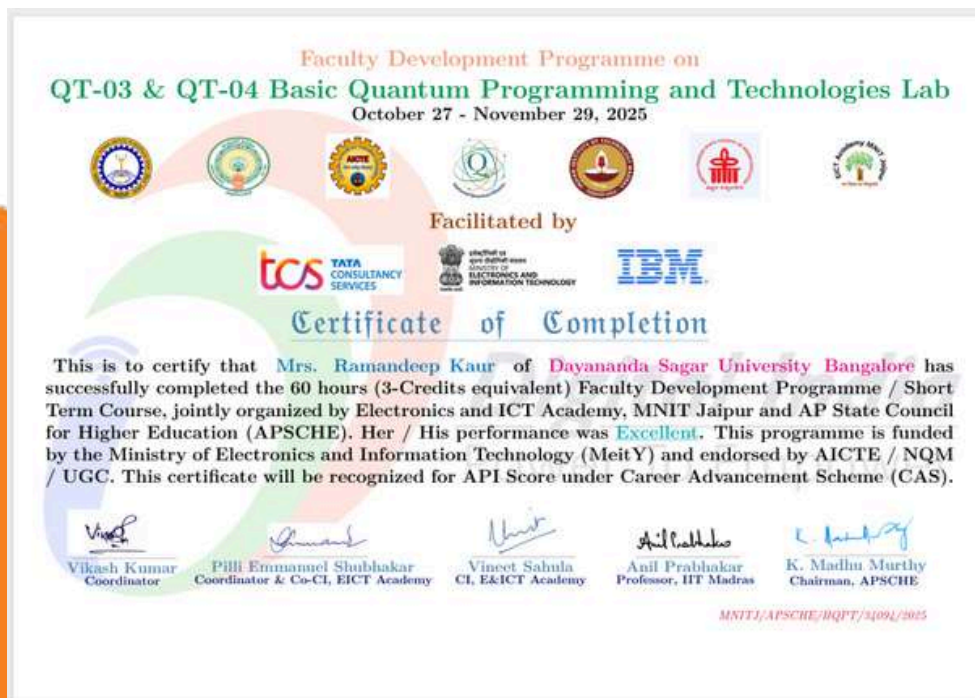 Faculty Development Programme on
QT-03 & QT-04 Basic Quantum Programming and Technologies Lab
October 27 - November 29, 2025
AICTE
Q
Facilitated by
tcs TATA
CONSULTANCY
SERVICES
MINISTRY OF
ELECTRONICS AND
INFORMATION TECHNOLOGY
IBM
Certificate of Completion
This is to certify that Mrs. Ramandeep Kaur of Dayananda Sagar University Bangalore has
successfully completed the 60 hours (3-Credits equivalent) Faculty Development Programme / Short
Term Course, jointly organized by Electronics and ICT Academy, MNIT Jaipur and AP State Council
for Higher Education (APSCHE). Her / His performance was Excellent. This programme is funded
by the Ministry of Electronics and Information Technology (MeitY) and endorsed by AICTE / NQM
/ UGC. This certificate will be recognized for API Score under Career Advancement Scheme (CAS).
Vikash Kumar
Coordinator
Pilli Emmanuel Shubhakar
Coordinator & Co-CI, EICT Academy
Vineet Sahula
CI, E&ICT Academy
Anil Prabhakar
Professor, IIT Madras
K. Madhu Murthy
Chairman, APSCHE
MNITJ/APSCHE/BQPT/34094/2025